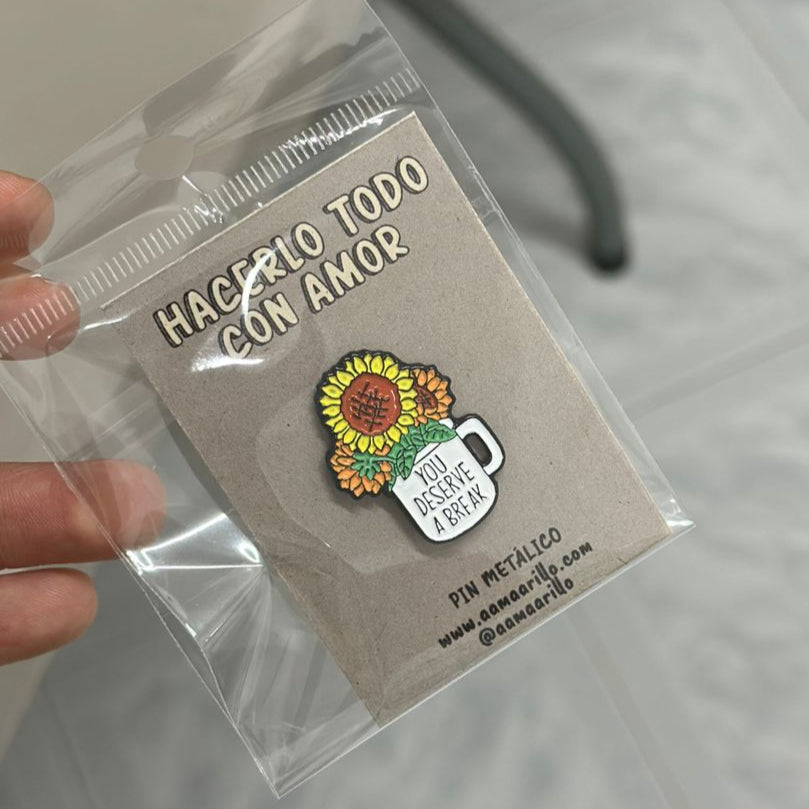 HACERLO TODO
CON AMOR
YOU
DESERVE
A BREAK
PIN METÁLICO
www.aamaarillo.com
@aamaarillo